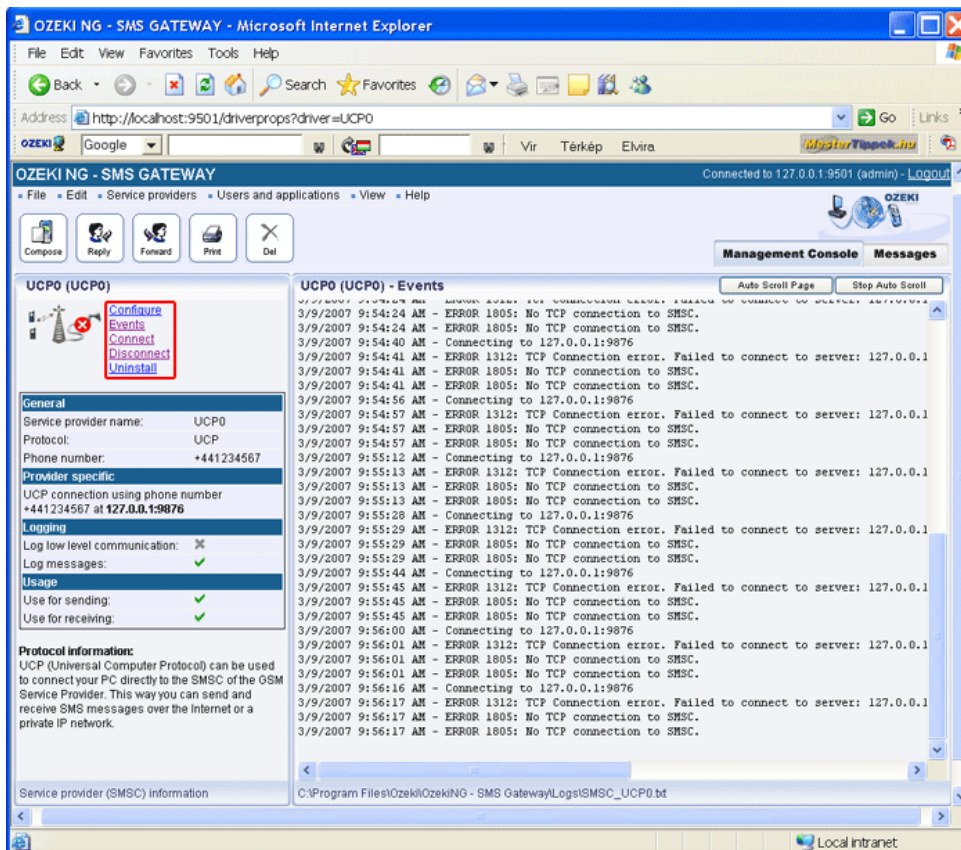 OZEKI NG - SMS GATEWAY - Microsoft Internet Explorer
File Edit View Favorites Tools Help
Back Search Favorites
Address http://localhost:9501/driverprops?driver=UCP0 Go Links
OZEKI Google Vir Térkép Elvira MysterTippek.hu
OZEKI NG - SMS GATEWAY Connected to 127.0.0.1:9501 (admin) - Logout
File Edit Service providers Users and applications View Help
OZEKI
Compose Reply Forward Print Del
Management Console Messages
UCP0 (UCP0)
Configure
Events
Connect
Disconnect
Uninstall
General
Service provider name: UCP0
Protocol: UCP
Phone number: +441234567
Provider specific
UCP connection using phone number
+441234567 at 127.0.0.1:9876
Logging
Log low level communication:
Log messages:
Usage
Use for sending:
Use for receiving:
Protocol information:
UCP (Universal Computer Protocol) can be used
to connect your PC directly to the SMSC of the GSM
Service Provider. This way you can send and
receive SMS messages over the Internet or a
private IP network.
Service provider (SMSC) information
UCP0 (UCP0) - Events Auto Scroll Page Stop Auto Scroll
3/9/2007 9:54:24 AM - ERROR 1312: TCP Connection error. Failed to connect to server: 127.0.0.1
3/9/2007 9:54:24 AM - ERROR 1805: No TCP connection to SMSC.
3/9/2007 9:54:24 AM - ERROR 1805: No TCP connection to SMSC.
3/9/2007 9:54:40 AM - Connecting to 127.0.0.1:9876
3/9/2007 9:54:41 AM - ERROR 1312: TCP Connection error. Failed to connect to server: 127.0.0.1
3/9/2007 9:54:41 AM - ERROR 1805: No TCP connection to SMSC.
3/9/2007 9:54:41 AM - ERROR 1805: No TCP connection to SMSC.
3/9/2007 9:54:56 AM - Connecting to 127.0.0.1:9876
3/9/2007 9:54:57 AM - ERROR 1312: TCP Connection error. Failed to connect to server: 127.0.0.1
3/9/2007 9:54:57 AM - ERROR 1805: No TCP connection to SMSC.
3/9/2007 9:54:57 AM - ERROR 1805: No TCP connection to SMSC.
3/9/2007 9:55:12 AM - Connecting to 127.0.0.1:9876
3/9/2007 9:55:13 AM - ERROR 1312: TCP Connection error. Failed to connect to server: 127.0.0.1
3/9/2007 9:55:13 AM - ERROR 1805: No TCP connection to SMSC.
3/9/2007 9:55:13 AM - ERROR 1805: No TCP connection to SMSC.
3/9/2007 9:55:28 AM - Connecting to 127.0.0.1:9876
3/9/2007 9:55:29 AM - ERROR 1312: TCP Connection error. Failed to connect to server: 127.0.0.1
3/9/2007 9:55:29 AM - ERROR 1805: No TCP connection to SMSC.
3/9/2007 9:55:29 AM - ERROR 1805: No TCP connection to SMSC.
3/9/2007 9:55:44 AM - Connecting to 127.0.0.1:9876
3/9/2007 9:55:45 AM - ERROR 1312: TCP Connection error. Failed to connect to server: 127.0.0.1
3/9/2007 9:55:45 AM - ERROR 1805: No TCP connection to SMSC.
3/9/2007 9:55:45 AM - ERROR 1805: No TCP connection to SMSC.
3/9/2007 9:56:00 AM - Connecting to 127.0.0.1:9876
3/9/2007 9:56:01 AM - ERROR 1312: TCP Connection error. Failed to connect to server: 127.0.0.1
3/9/2007 9:56:01 AM - ERROR 1805: No TCP connection to SMSC.
3/9/2007 9:56:01 AM - ERROR 1805: No TCP connection to SMSC.
3/9/2007 9:56:16 AM - Connecting to 127.0.0.1:9876
3/9/2007 9:56:17 AM - ERROR 1312: TCP Connection error. Failed to connect to server: 127.0.0.1
3/9/2007 9:56:17 AM - ERROR 1805: No TCP connection to SMSC.
3/9/2007 9:56:17 AM - ERROR 1805: No TCP connection to SMSC.
C:\Program Files\Ozeki\OzekiNG - SMS Gateway\Logs\SMSC_UCP0.txt
Local intranet